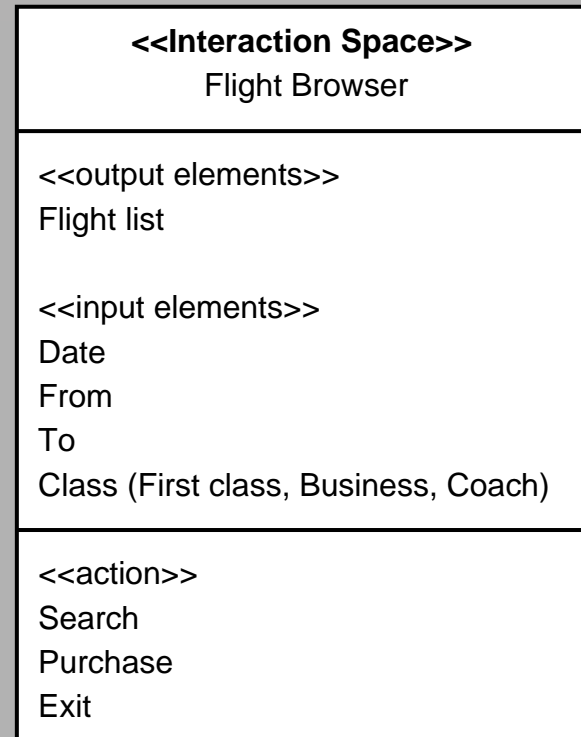 <<Interaction Space>>
Flight Browser
<<output elements>>
Flight list
<<input elements>>
Date
From
To
Class (First class, Business, Coach)
<<action>>
Search
Purchase
Exit